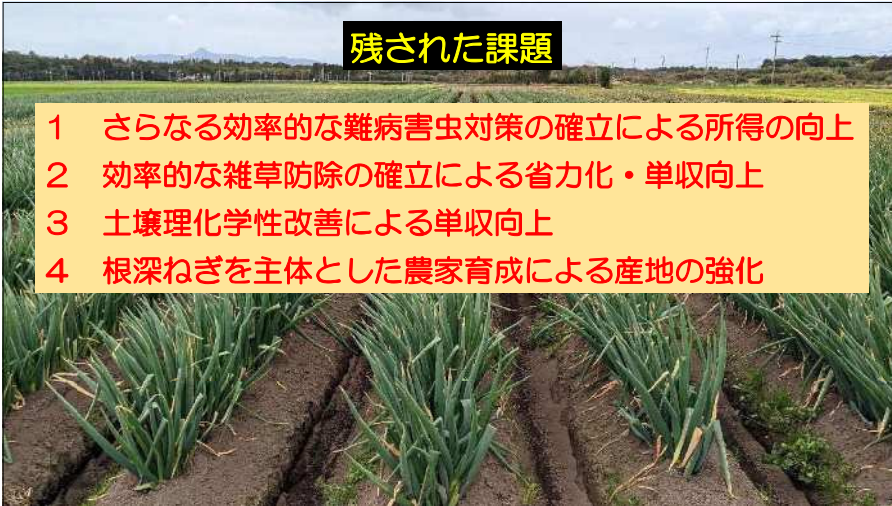 残された課題
１　さらなる効率的な難病害虫対策の確立による所得の向上
２　効率的な雑草防除の確立による省力化・単収向上
３　土壌理化学性改善による単収向上
４　根深ねぎを主体とした農家育成による産地の強化